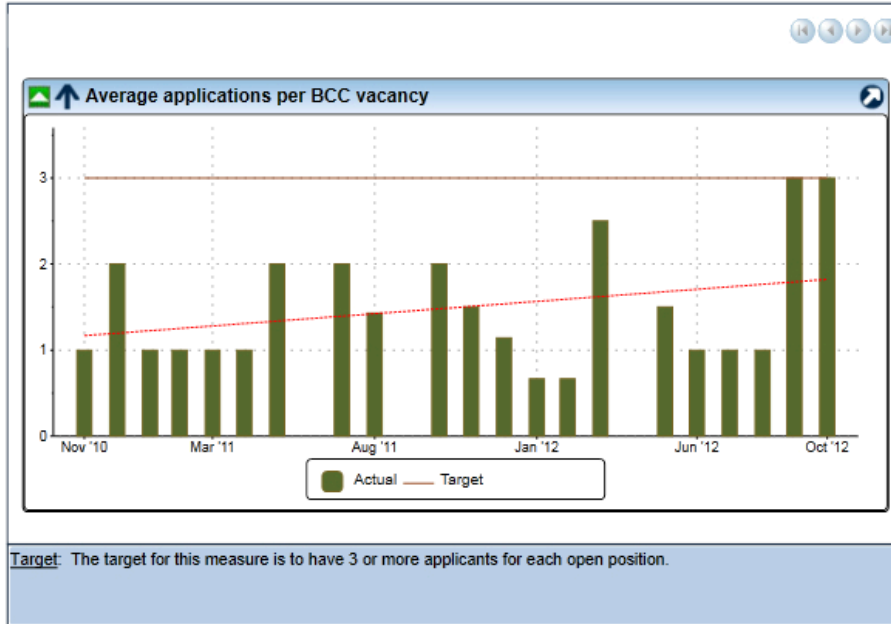 Average applications per BCC vacancy
3
2
1
0
Nov '10 Mar '11 Aug '11 Jan '12 Jun '12 Oct '12
Actual Target
Target: The target for this measure is to have 3 or more applicants for each open position.